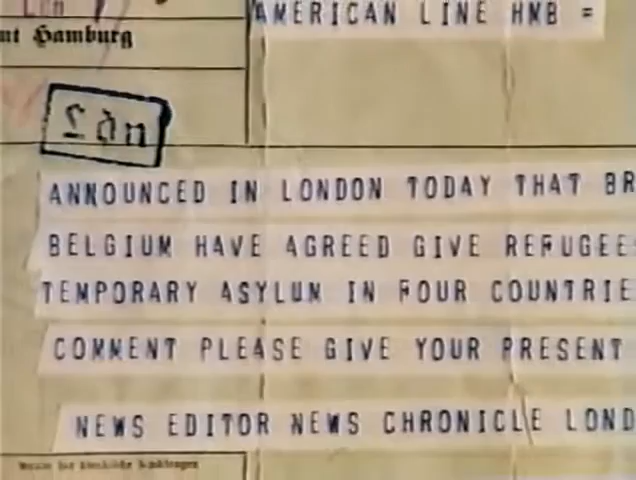 AMERICAN LINE HMB =
Hamburg
Ldn
ANNOUNCED IN LONDON TODAY THAT BR
BELGIUM HAVE AGREED GIVE REFUGEE
TEMPORARY ASYLUM IN FOUR COUNTRIE
COMMENT PLEASE GIVE YOUR PRESENT
NEWS EDITOR NEWS CHRONICLE LOND